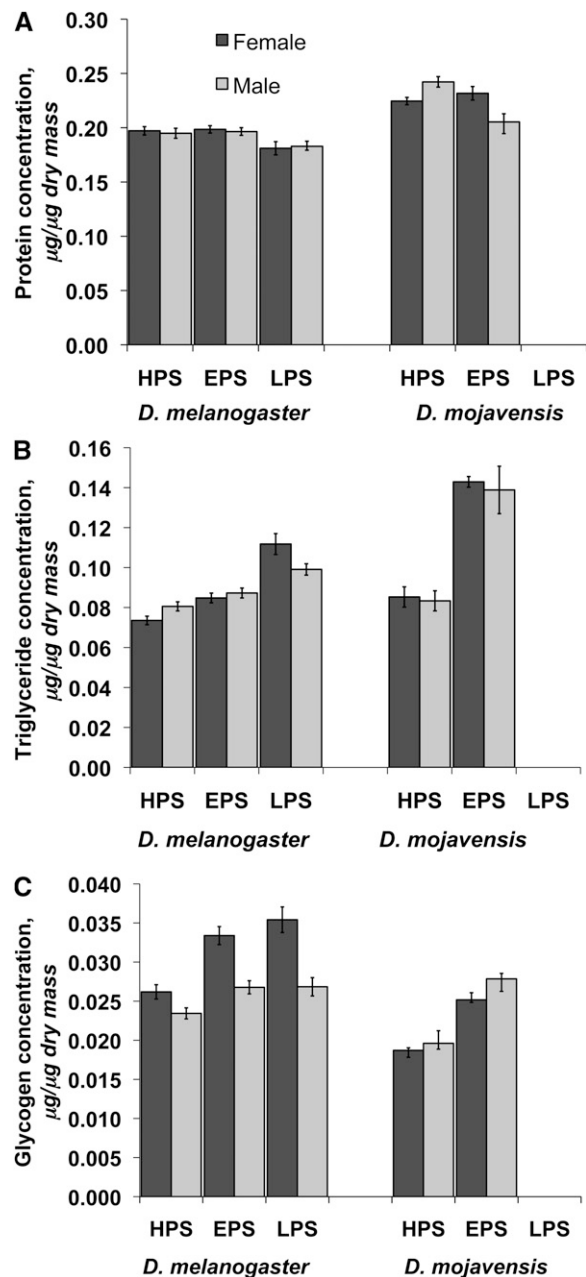 A
Female
Male
Protein concentration,
µg/µg dry mass
0.30
0.25
0.20
0.15
0.10
0.05
0.00
HPS EPS LPS HPS EPS LPS
D. melanogaster D. mojavensis
B
Triglyceride concentration,
µg/µg dry mass
0.16
0.14
0.12
0.10
0.08
0.06
0.04
0.02
0.00
HPS EPS LPS HPS EPS LPS
D. melanogaster D. mojavensis
C
Glycogen concentration,
µg/µg dry mass
0.040
0.035
0.030
0.025
0.020
0.015
0.010
0.005
0.000
HPS EPS LPS HPS EPS LPS
D. melanogaster D. mojavensis